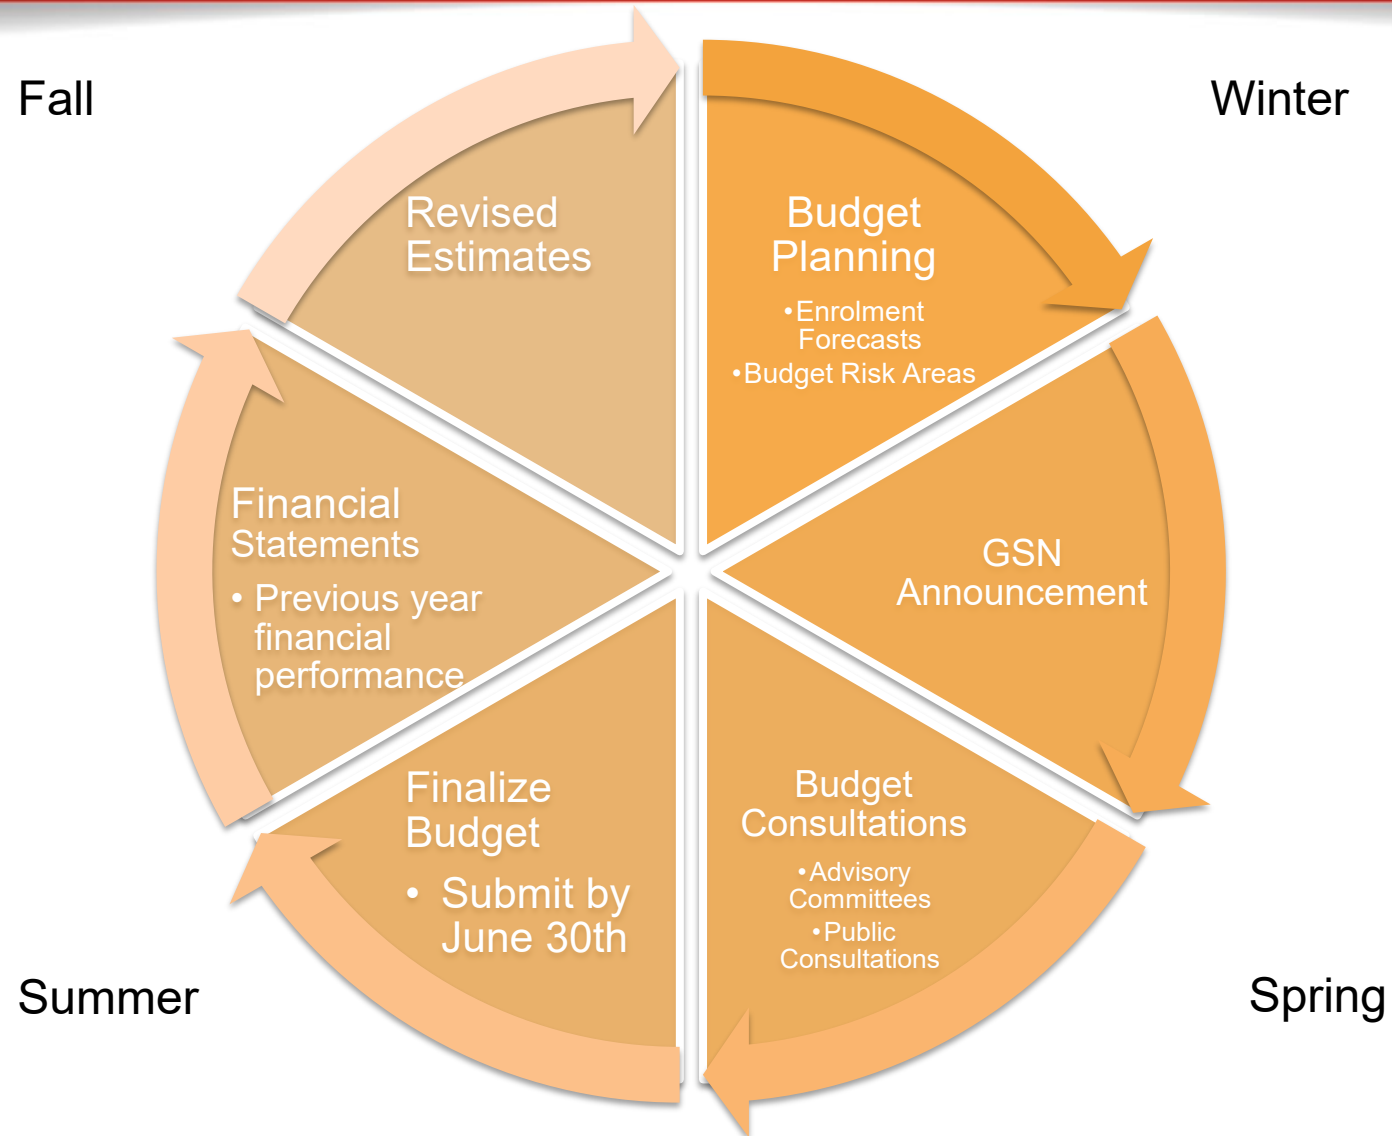 Fall
Winter
Revised
Estimates
Budget
Planning
•Enrolment
Forecasts
•Budget Risk Areas
GSN
Announcement
Budget
Consultations
•Advisory
Committees
•Public
Consultations
Finalize
Budget
• Submit by
June 30th
Financial
Statements
• Previous year
financial
performance
Summer
Spring